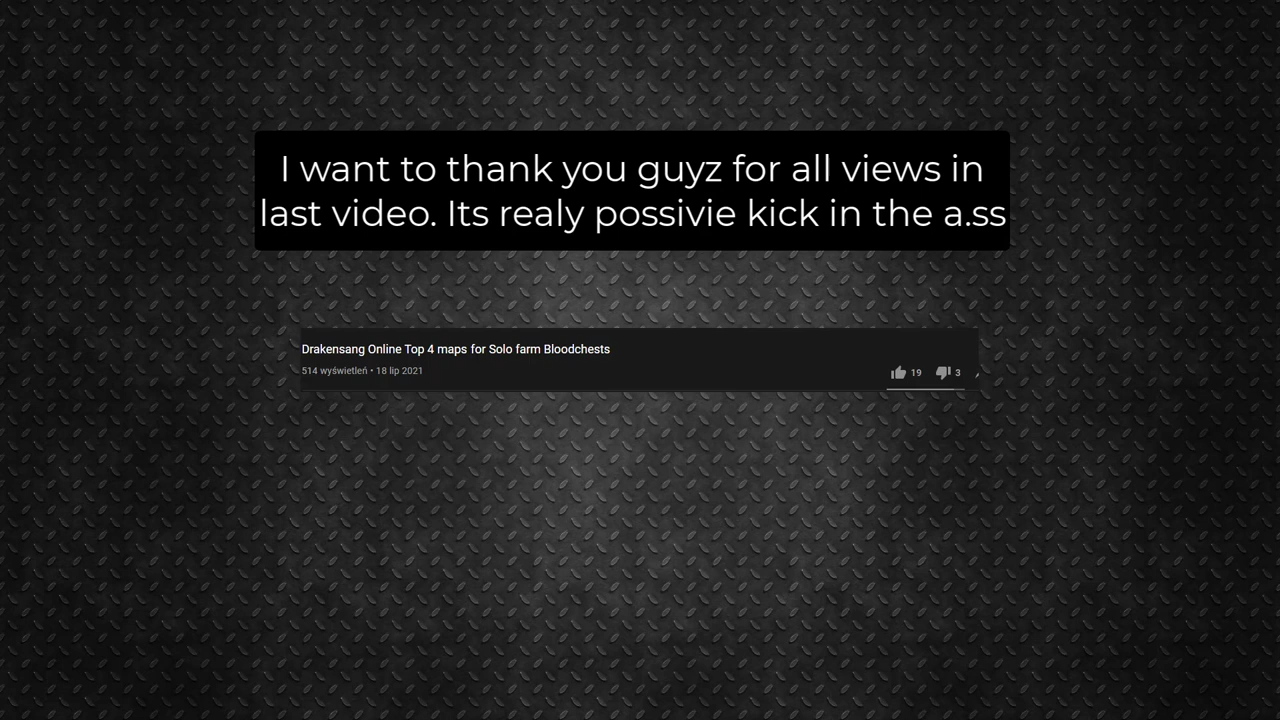 I want to thank you guyz for all views in
last video. Its realy possivie kick in the a.ss
Drakensang Online Top 4 maps for Solo farm Bloodchests
514 wyświetleń • 18 lip 2021
19 3